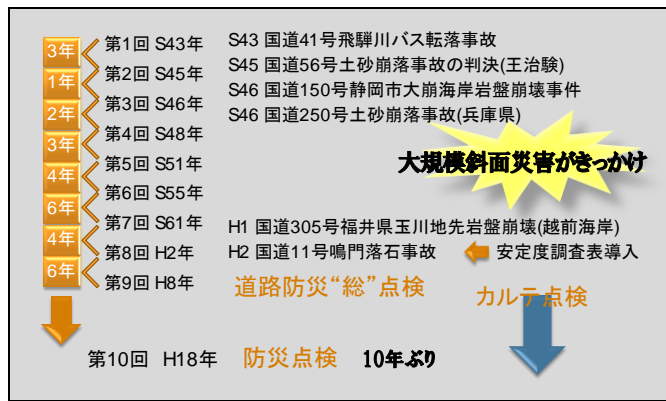 3年
1年
2年
3年
4年
6年
4年
6年
第1回 S43年
第2回 S45年
第3回 S46年
第4回 S48年
第5回 S51年
第6回 S55年
第7回 S61年
第8回 H2年
第9回 H8年
S43 国道41号飛騨川バス転落事故
S45 国道56号土砂崩落事故の判決(王治験)
S46 国道150号静岡市大崩海岸岩盤崩壊事件
S46 国道250号土砂崩落事故(兵庫県)
大規模斜面災害がきっかけ
H1 国道305号福井県玉川地先岩盤崩壊(越前海岸)
H2 国道11号鳴門落石事故
安定度調査表導入
道路防災“総”点検
カルテ点検
第10回 H18年 防災点検 10年ぶり